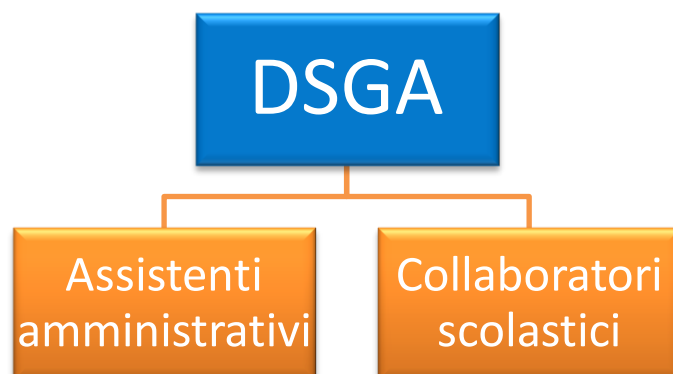 DSGA
Assistenti
amministrativi
Collaboratori
scolastici